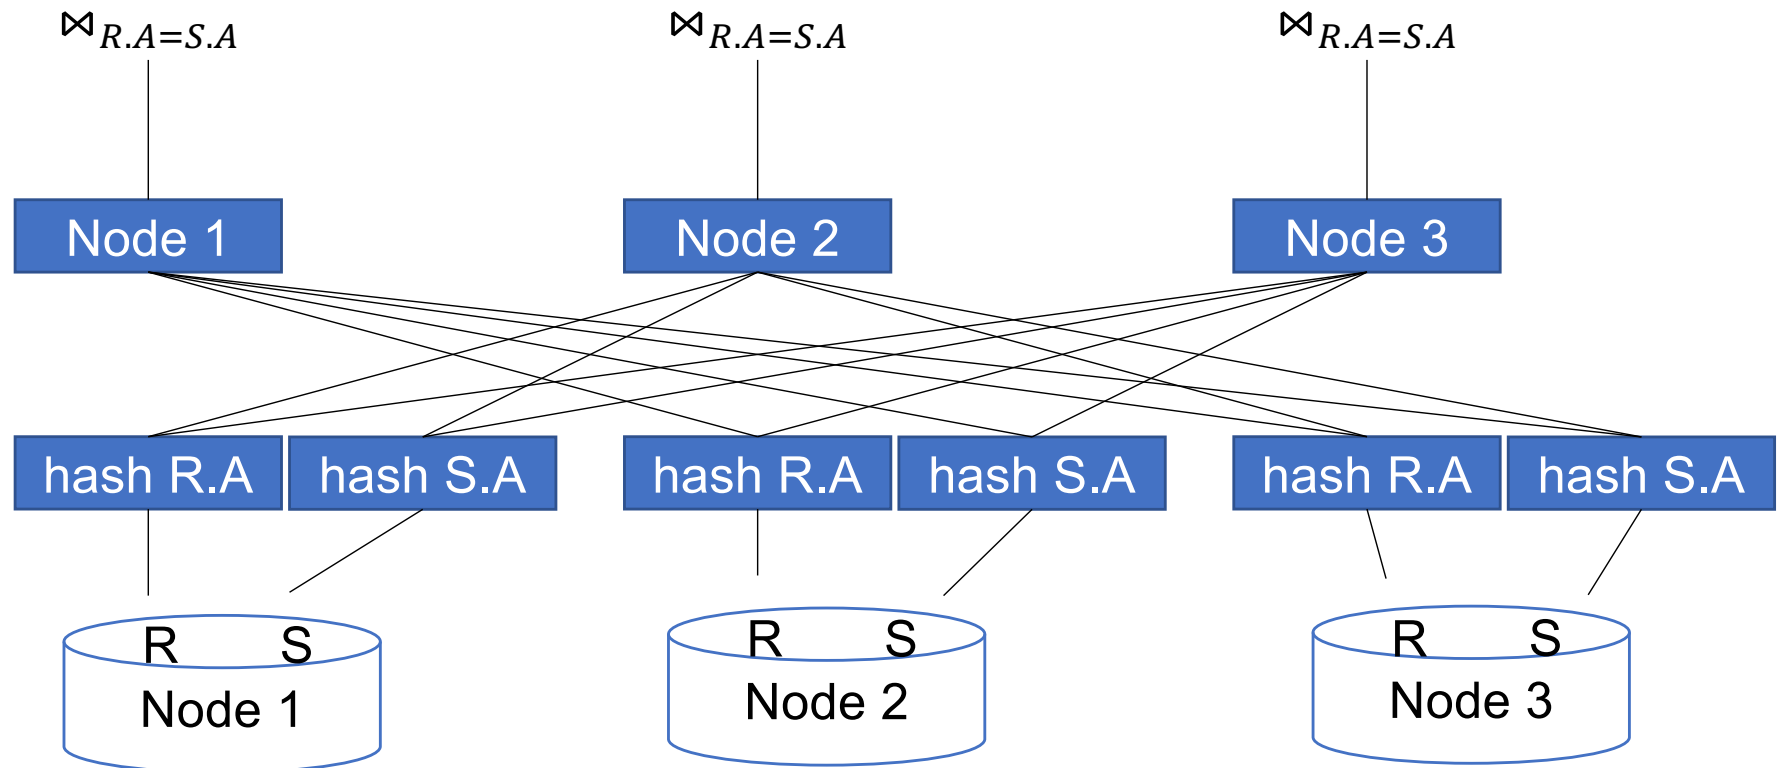 ⋈R.A=S.A ⋈R.A=S.A ⋈R.A=S.A
Node 1 Node 2 Node 3
hash R.A hash S.A hash R.A hash S.A hash R.A hash S.A
R S R S R S
Node 1 Node 2 Node 3